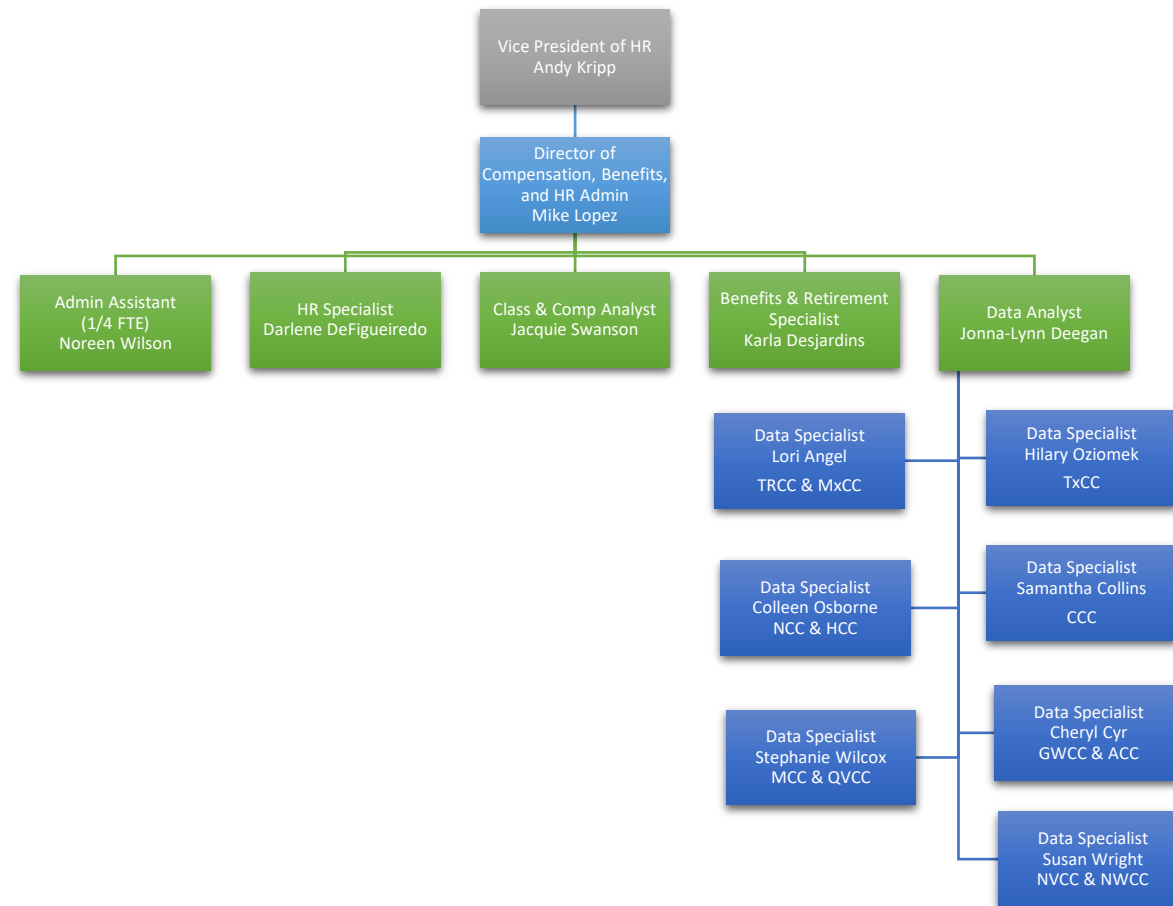 Vice President of HR
Andy Kripp
Director of
Compensation, Benefits,
and HR Admin
Mike Lopez
Admin Assistant
(1/4 FTE)
Noreen Wilson
HR Specialist
Darlene DeFigueiredo
Class & Comp Analyst
Jacquie Swanson
Benefits & Retirement
Specialist
Karla Desjardins
Data Analyst
Jonna-Lynn Deegan
Data Specialist
Lori Angel
TRCC & MxCC
Data Specialist
Hilary Oziomek
TxCC
Data Specialist
Colleen Osborne
NCC & HCC
Data Specialist
Samantha Collins
CCC
Data Specialist
Stephanie Wilcox
MCC & QVCC
Data Specialist
Cheryl Cyr
GWCC & ACC
Data Specialist
Susan Wright
NVCC & NWCC